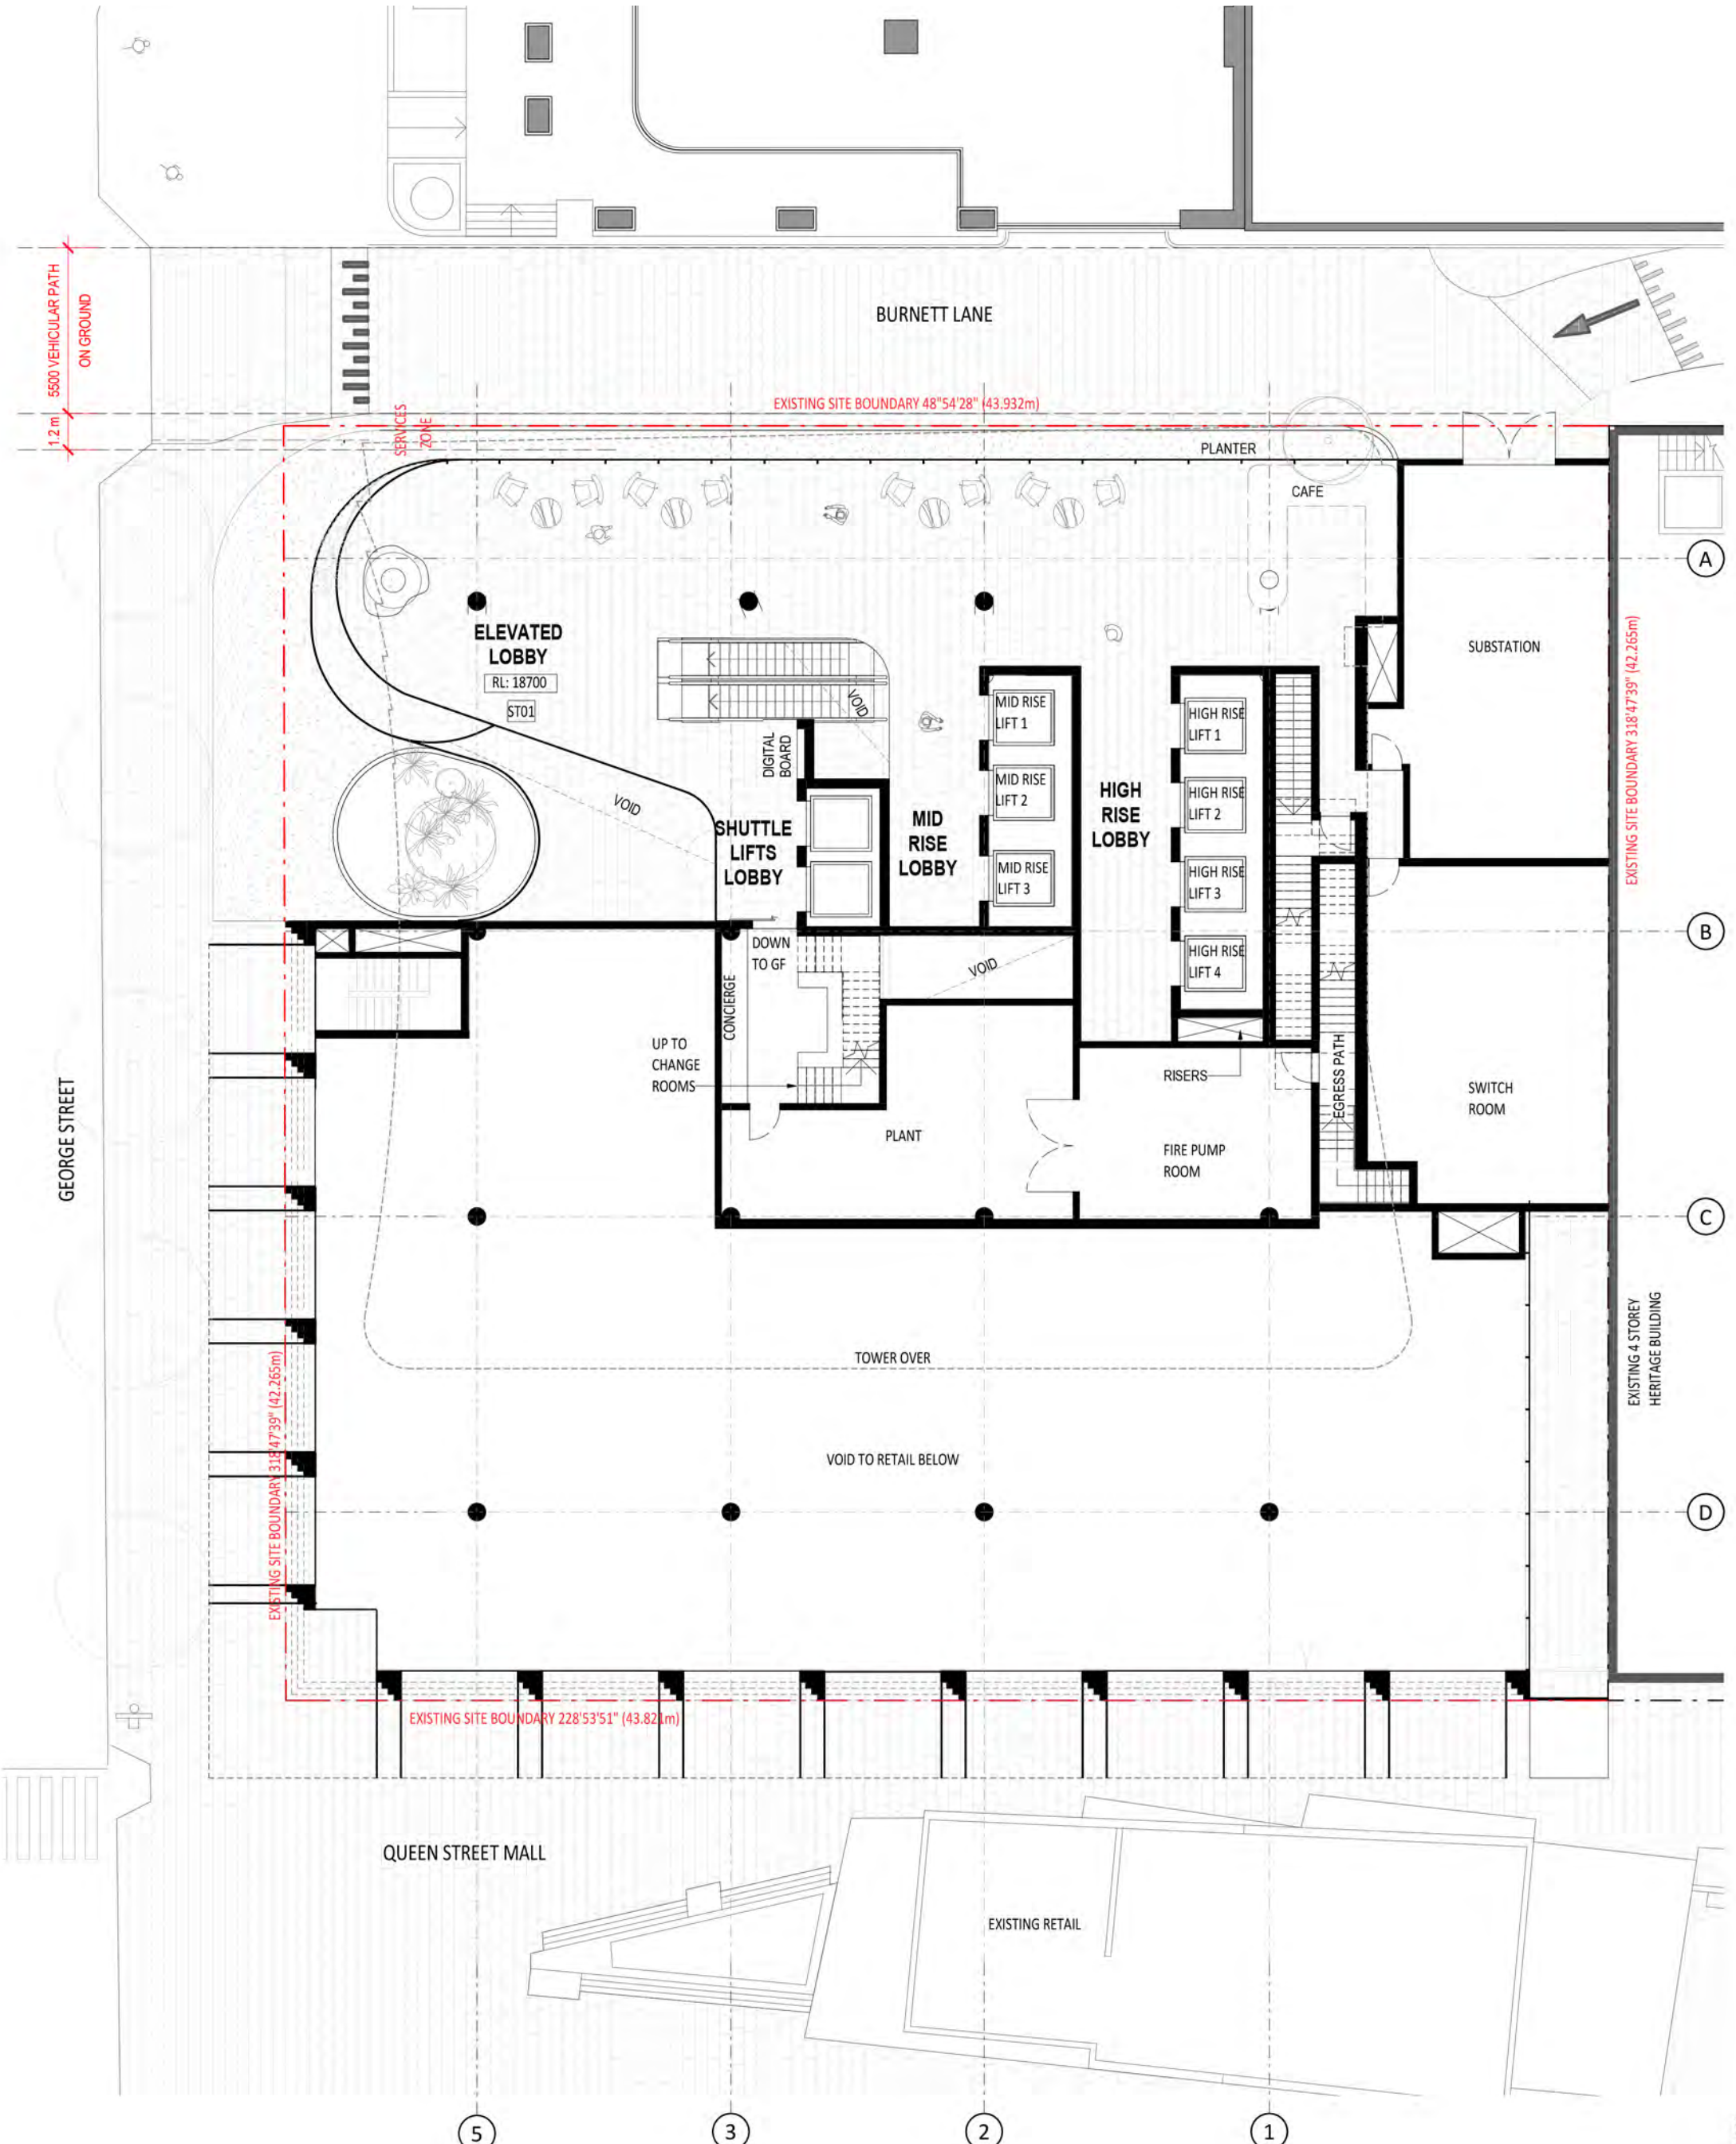 5500 VEHICULAR PATH
ON GROUND
1.2 m
BURNETT LANE
SERVICES
ZONE
EXISTING SITE BOUNDARY 48"54'28" (43.932m)
PLANTER
CAFE
A
ELEVATED
LOBBY
RL: 18700
ST01
SUBSTATION
EXISTING SITE BOUNDARY 318"47'39" (42.265m)
VOID
DIGITAL
BOARD
MID RISE
LIFT 1
MID RISE
LIFT 2
MID RISE
LIFT 3
HIGH RISE
LIFT 1
HIGH RISE
LIFT 2
HIGH RISE
LIFT 3
HIGH RISE
LIFT 4
VOID
SHUTTLE
LIFTS
LOBBY
MID
RISE
LOBBY
HIGH
RISE
LOBBY
B
DOWN
TO GF
VOID
CONCIERGE
UP TO
CHANGE
ROOMS
RISERS
EGRESS PATH
SWITCH
ROOM
GEORGE STREET
PLANT
FIRE PUMP
ROOM
C
EXISTING 4 STOREY
HERITAGE BUILDING
TOWER OVER
EXISTING SITE BOUNDARY 318"47'39" (42.265m)
VOID TO RETAIL BELOW
D
EXISTING SITE BOUNDARY 228'53'51" (43.821m)
QUEEN STREET MALL
EXISTING RETAIL
5
3
2
1